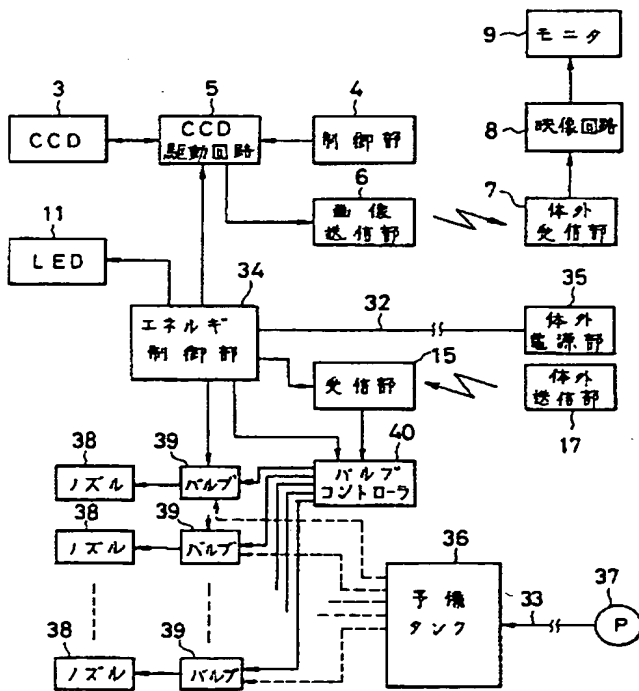 9
モニタ
3
CCD
5
CCD
駆動回路
4
制御部
8
映像回路
6
画像
送信部
7
体外
受信部
11
LED
34
エネルギ
制御部
32
35
体外
電源部
15
受信部
体外
送信部
17
38
ノズル
39
バルブ
40
バルブ
コントローラ
38
ノズル
39
バルブ
36
予備
タンク
33
37
P
38
ノズル
39
バルブ